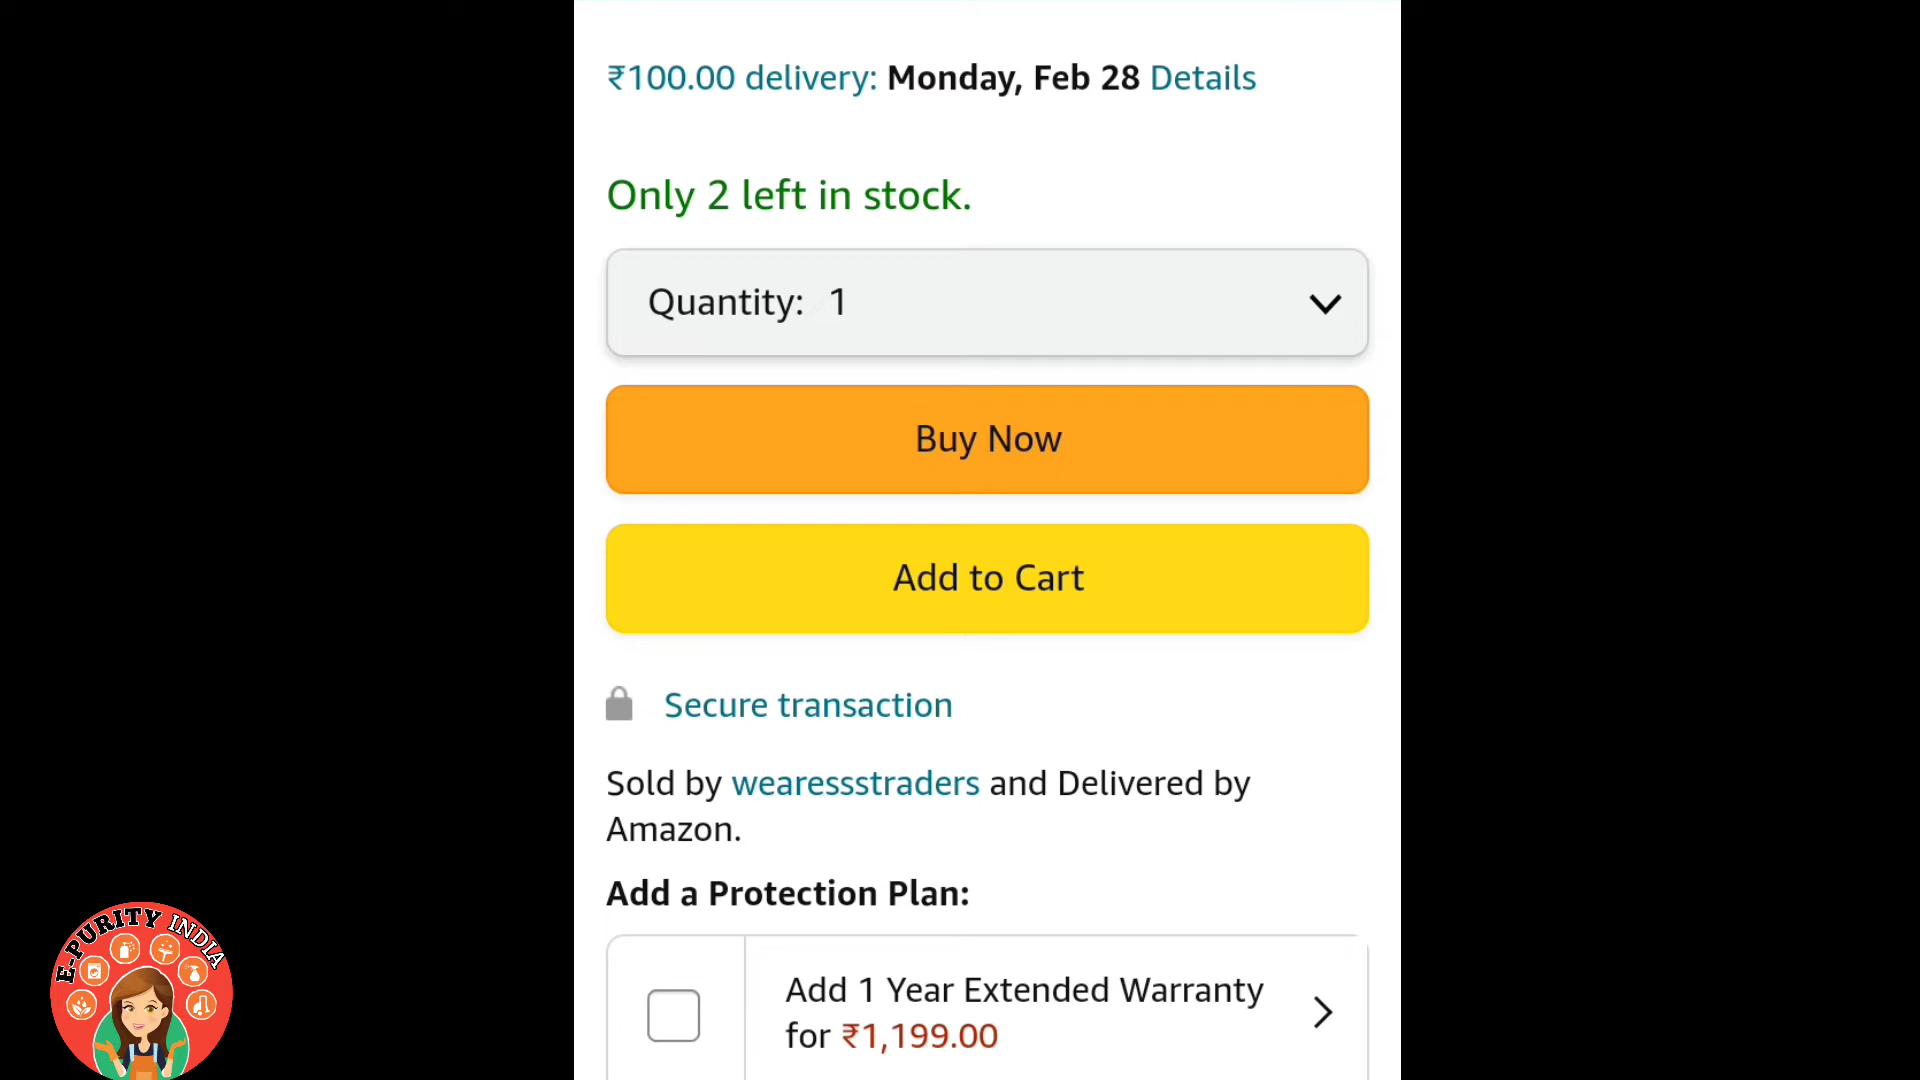 ₹100.00 delivery: Monday, Feb 28 Details
Only 2 left in stock.
Quantity: 1
Buy Now
Add to Cart
Secure transaction
Sold by wearessstraders and Delivered by
Amazon.
Add a Protection Plan:
Add 1 Year Extended Warranty
for ₹1,199.00
E-PURITY INDIA